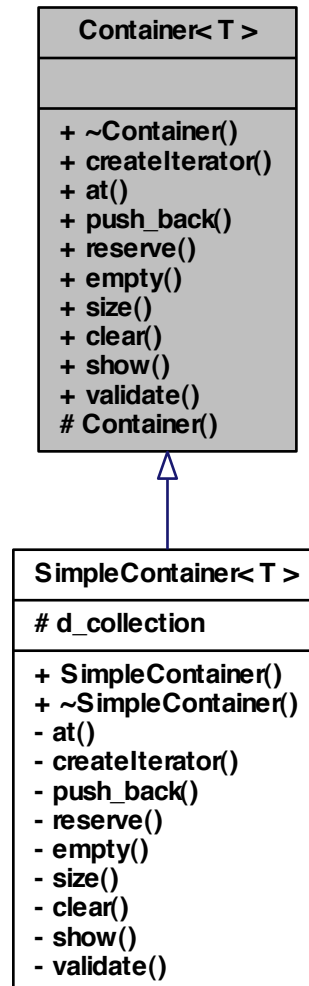 Container< T >
+ ~Container()
+ createIterator()
+ at()
+ push_back()
+ reserve()
+ empty()
+ size()
+ clear()
+ show()
+ validate()
# Container()
SimpleContainer< T >
# d_collection
+ SimpleContainer()
+ ~SimpleContainer()
- at()
- createIterator()
- push_back()
- reserve()
- empty()
- size()
- clear()
- show()
- validate()